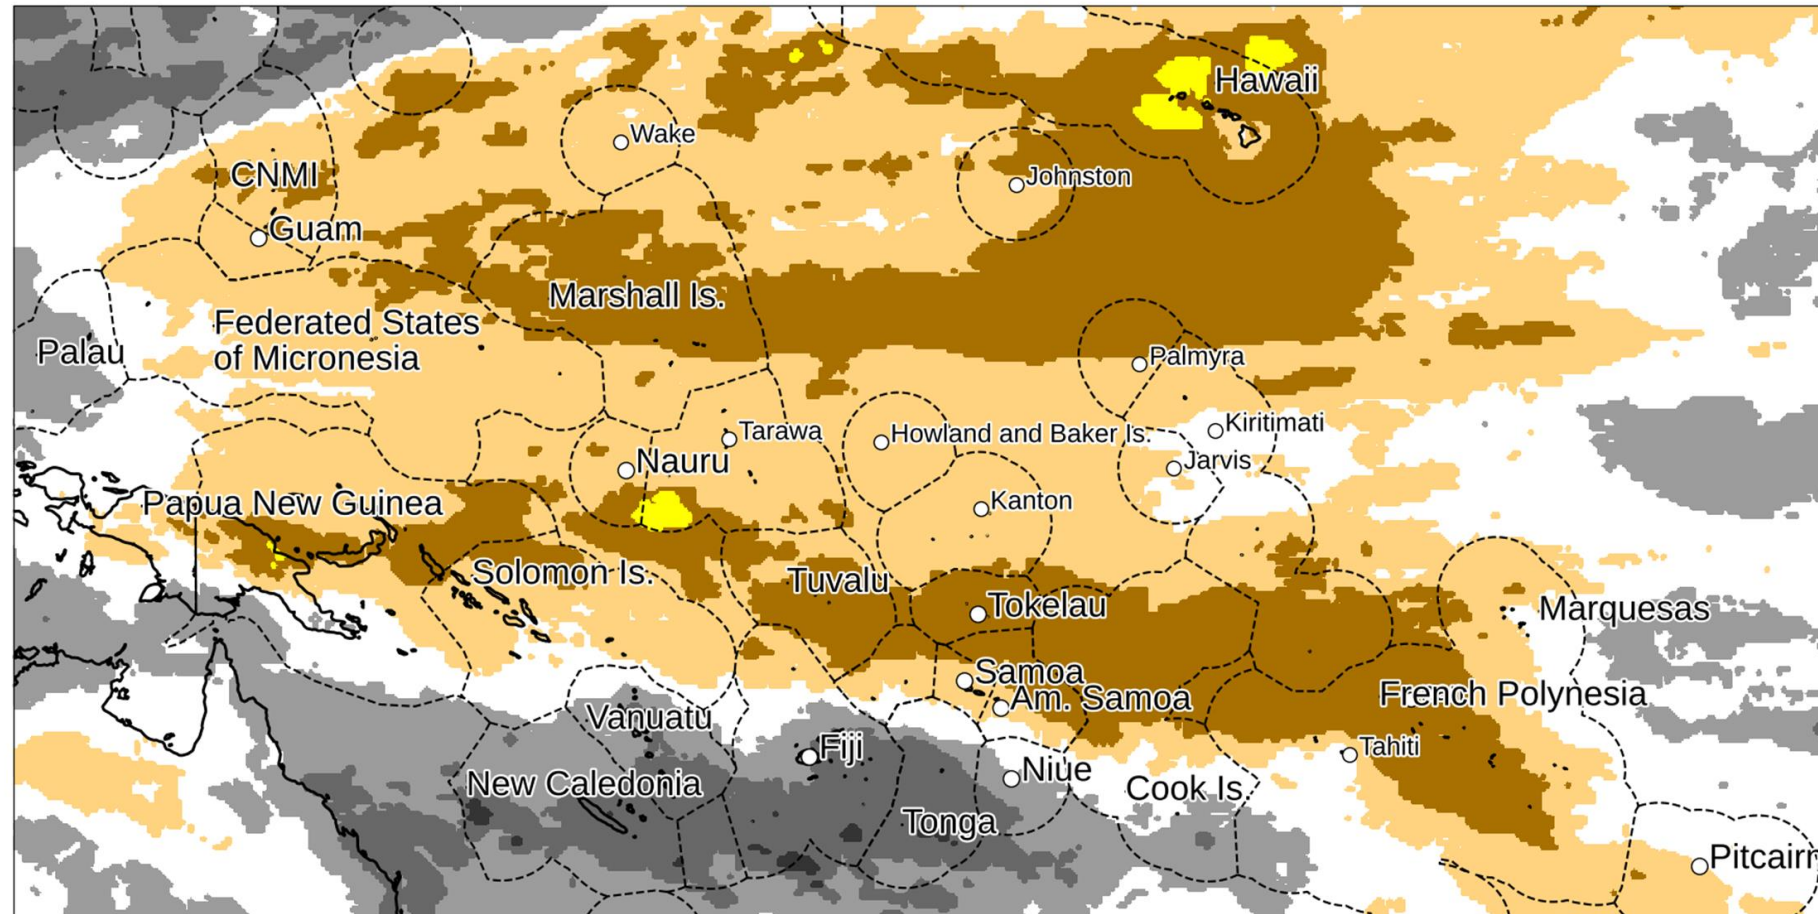 Hawaii
Wake
CNMI
Johnston
Guam
Marshall Is.
Federated States
of Micronesia
Palau
Palmyra
Kiritimati
Tarawa
Howland and Baker Is.
Nauru
Jarvis
Papua New Guinea
Kanton
Solomon Is.
Tuvalu
Tokelau
Marquesas
Samoa
Am. Samoa
French Polynesia
Vanuatu
Fiji
Tahiti
New Caledonia
Niue
Cook Is
Tonga
Pitcairn